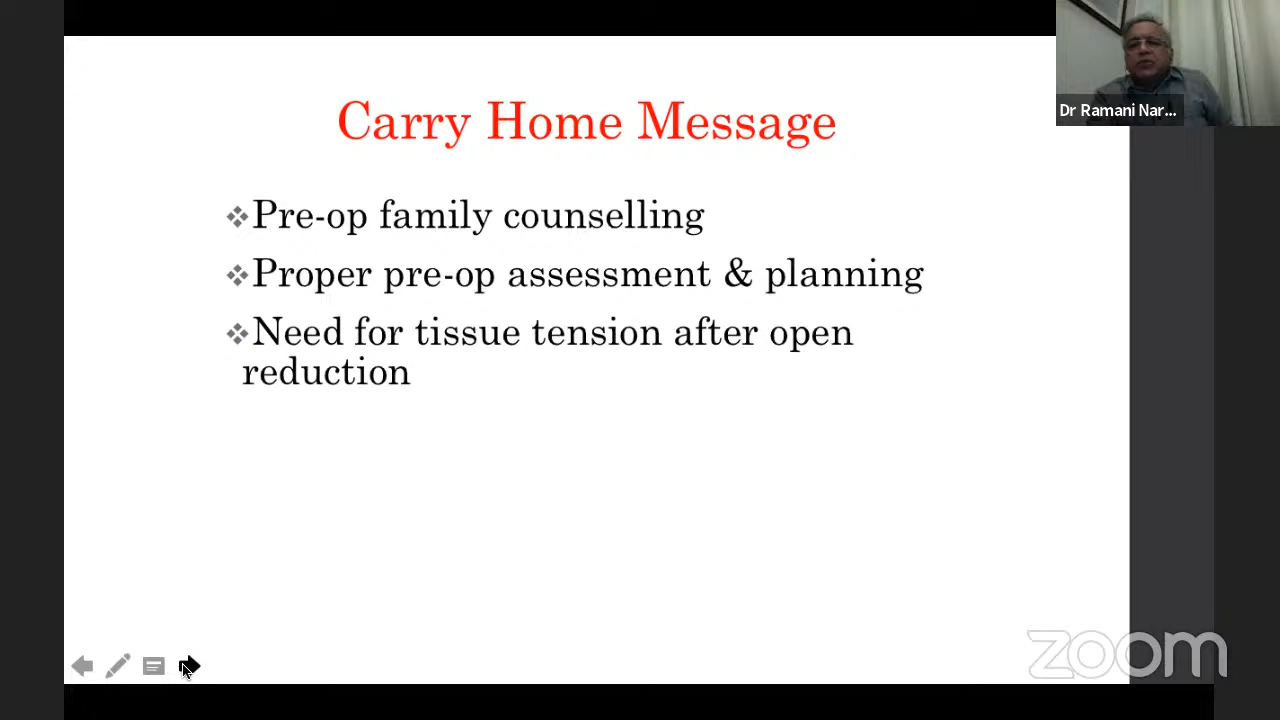 Carry Home Message
Dr Ramani Nar...
Pre-op family counselling
Proper pre-op assessment & planning
Need for tissue tension after open
reduction
zoom